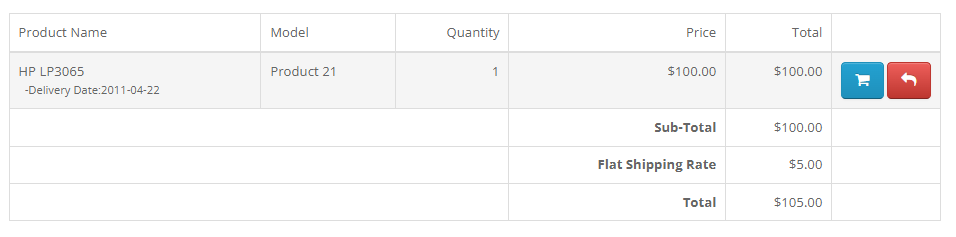 Product Name Model Quantity Price Total
HP LP3065 Product 21 1 $100.00 $100.00
-Delivery Date:2011-04-22
Sub-Total $100.00
Flat Shipping Rate $5.00
Total $105.00